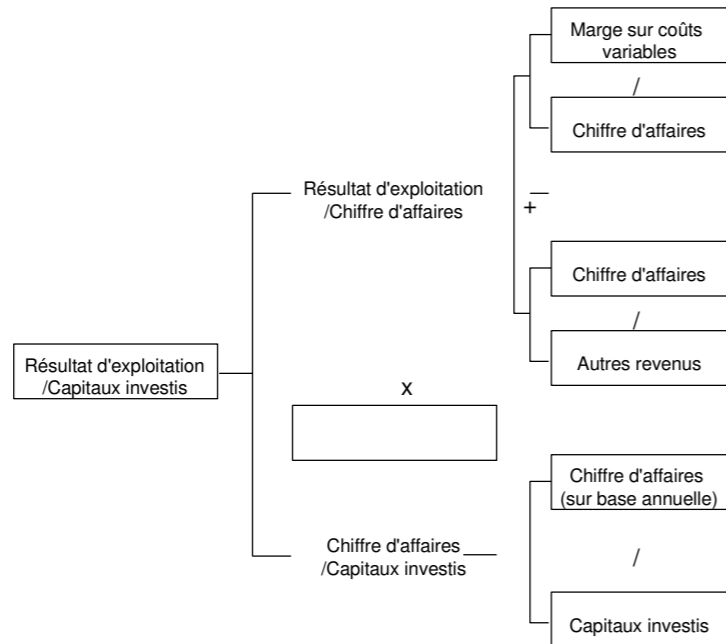 Marge sur coûts
variables
/
Chiffre d'affaires
Résultat d'exploitation
/Chiffre d'affaires
+
Chiffre d'affaires
/
Autres revenus
Résultat d'exploitation
/Capitaux investis
x
Chiffre d'affaires
(sur base annuelle)
Chiffre d'affaires
/Capitaux investis
/
Capitaux investis